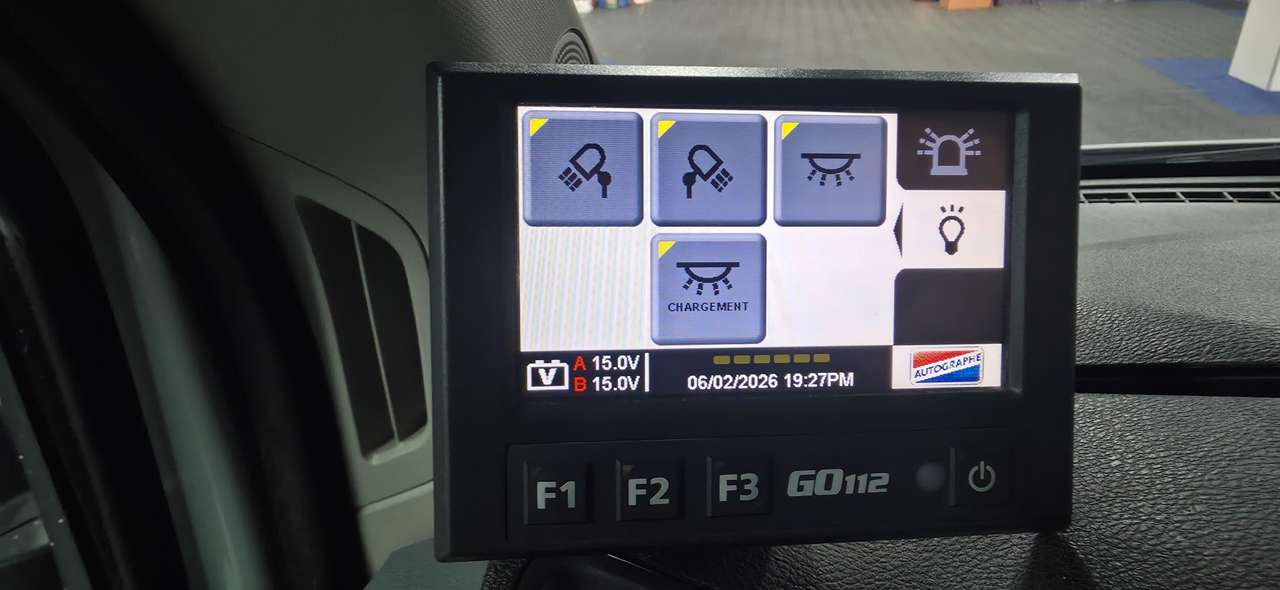 CHARGEMENT
A 15.0V
B 15.0V
06/02/2026 19:27PM
AUTOGRAPHE
F1 F2 F3 GO112